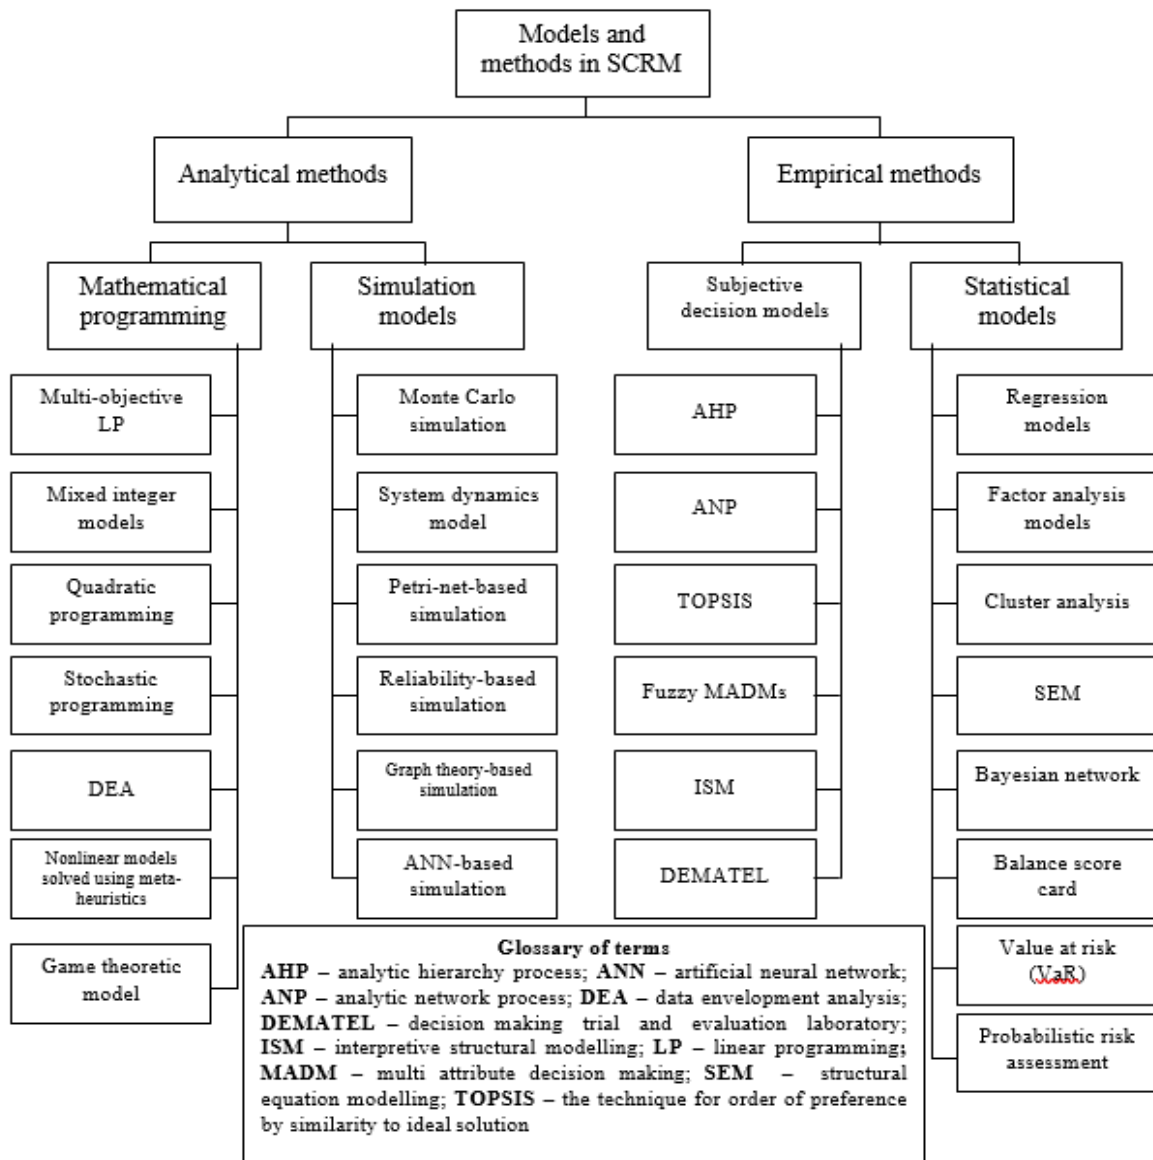 Models and
methods in SCRM
Analytical methods
Empirical methods
Mathematical
programming
Simulation
models
Subjective
decision models
Statistical
models
Multi-objective
LP
Mixed integer
models
Quadratic
programming
Stochastic
programming
DEA
Nonlinear models
solved using meta-
heuristics
Game theoretic
model
Monte Carlo
simulation
System dynamics
model
Petri-net-based
simulation
Reliability-based
simulation
Graph theory-based
simulation
ANN-based
simulation
AHP
ANP
TOPSIS
Fuzzy MADMs
ISM
DEMATEL
Regression
models
Factor analysis
models
Cluster analysis
SEM
Bayesian network
Balance score
card
Value at risk
(VaR)
Probabilistic risk
assessment
Glossary of terms
AHP – analytic hierarchy process; ANN – artificial neural network;
ANP – analytic network process; DEA – data envelopment analysis;
DEMATEL – decision making trial and evaluation laboratory;
ISM – interpretive structural modelling; LP – linear programming;
MADM – multi attribute decision making; SEM – structural
equation modelling; TOPSIS – the technique for order of preference
by similarity to ideal solution